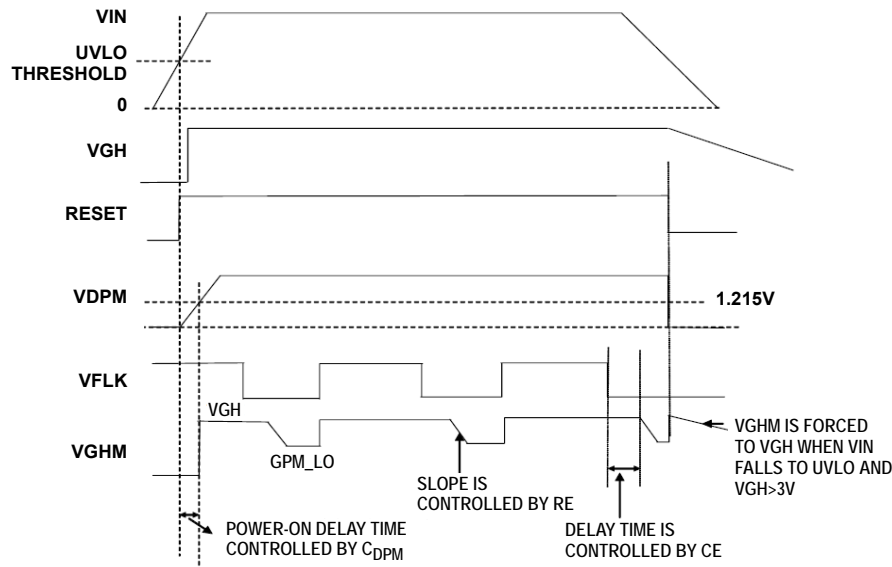 VIN
UVLO
THRESHOLD
0
VGH
RESET
VDPM
1.215V
VFLK
VGH
VGHM
GPM_LO
VGHM IS FORCED
TO VGH WHEN VIN
FALLS TO UVLO AND
VGH>3V
SLOPE IS
CONTROLLED BY RE
POWER-ON DELAY TIME
CONTROLLED BY CDPM
DELAY TIME IS
CONTROLLED BY CE